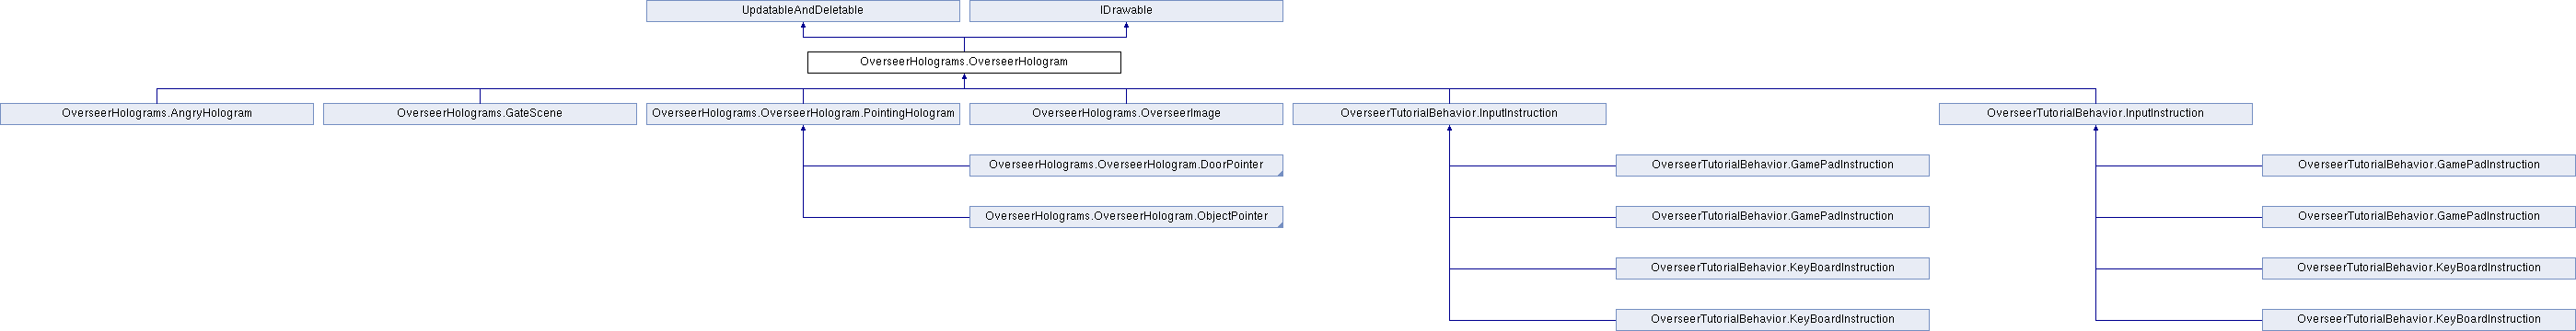 UpdatableAndDeletable
IDrawable
OverseerHolograms.OverseerHologram
OverseerHolograms.AngryHologram
OverseerHolograms.GateScene
OverseerHolograms.OverseerHologram.PointingHologram
OverseerHolograms.OverseerImage
OverseerTutorialBehavior.InputInstruction
OverseerTutorialBehavior.InputInstruction
OverseerHolograms.OverseerHologram.DoorPointer
OverseerTutorialBehavior.GamePadInstruction
OverseerTutorialBehavior.GamePadInstruction
OverseerHolograms.OverseerHologram.ObjectPointer
OverseerTutorialBehavior.GamePadInstruction
OverseerTutorialBehavior.GamePadInstruction
OverseerTutorialBehavior.KeyBoardInstruction
OverseerTutorialBehavior.KeyBoardInstruction
OverseerTutorialBehavior.KeyBoardInstruction
OverseerTutorialBehavior.KeyBoardInstruction